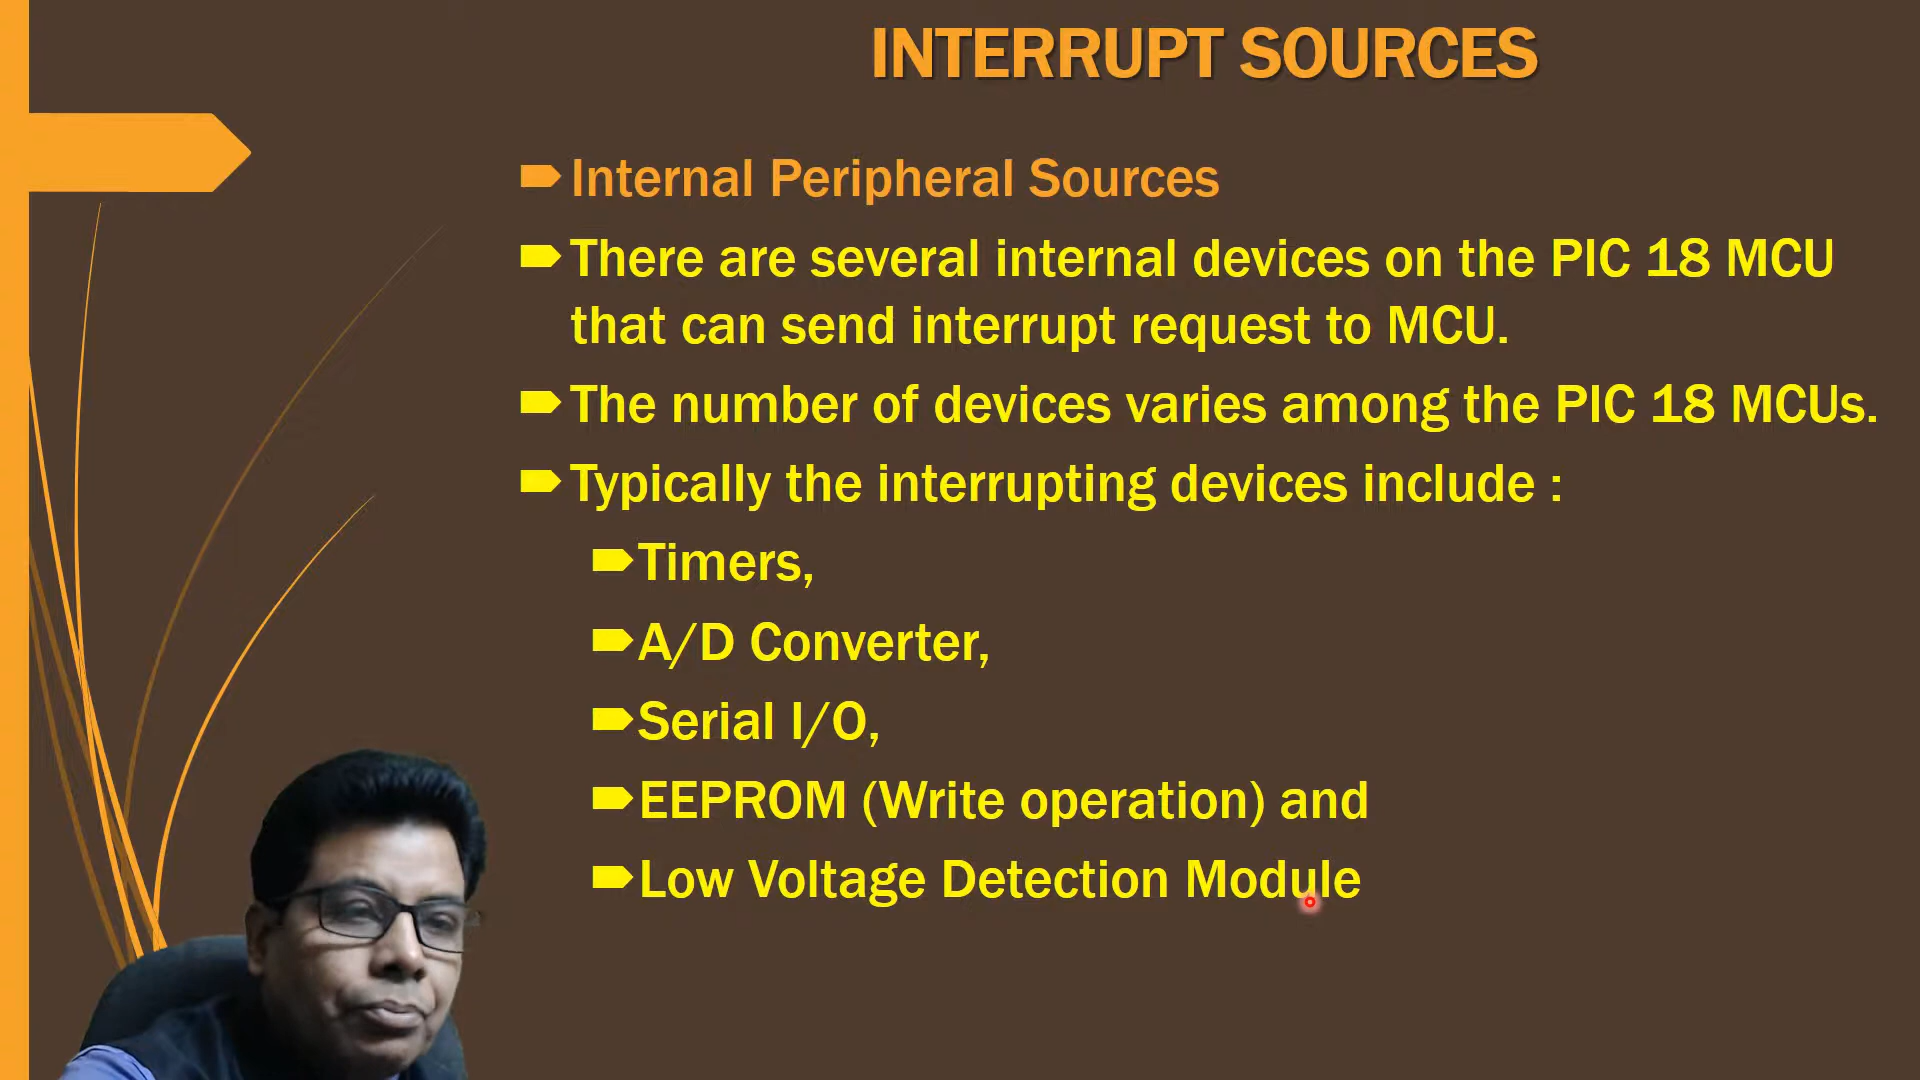 INTERRUPT SOURCES
Internal Peripheral Sources
There are several internal devices on the PIC 18 MCU
that can send interrupt request to MCU.
The number of devices varies among the PIC 18 MCUs.
Typically the interrupting devices include :
Timers,
A/D Converter,
Serial I/O,
EEPROM (Write operation) and
Low Voltage Detection Module